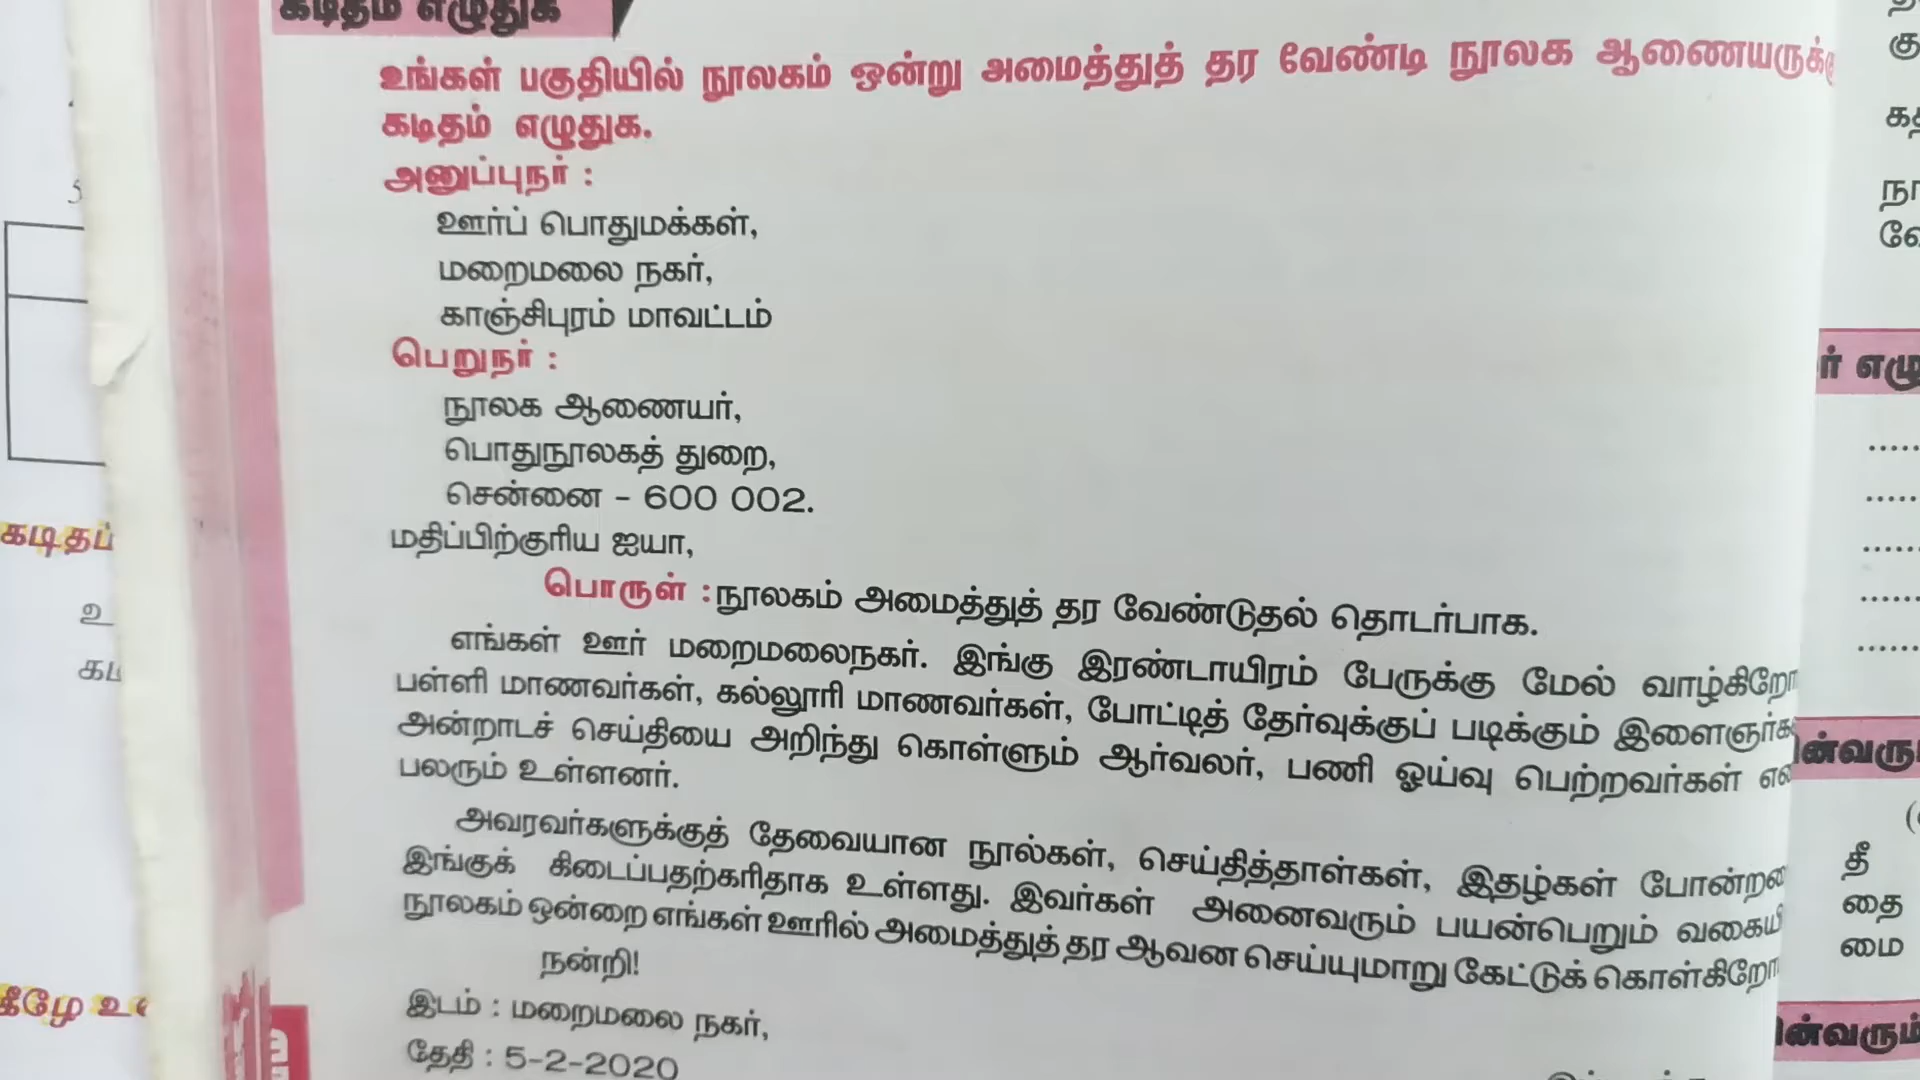 கடிதம் எழுதுக
உங்கள் பகுதியில் நூலகம் ஒன்று அமைத்துத் தர வேண்டி நூலக ஆணையருக்கு
கடிதம் எழுதுக.
அனுப்புநர் :
ஊர்ப் பொதுமக்கள்,
மறைமலை நகர்,
காஞ்சிபுரம் மாவட்டம்
பெறுநர் :
நூலக ஆணையர்,
பொதுநூலகத் துறை,
சென்னை - 600 002.
மதிப்பிற்குரிய ஐயா,
பொருள் : நூலகம் அமைத்துத் தர வேண்டுதல் தொடர்பாக.
எங்கள் ஊர் மறைமலைநகர். இங்கு இரண்டாயிரம் பேருக்கு மேல்
பள்ளி மாணவர்கள், கல்லூரி மாணவர்கள், போட்டித் தேர்வுக்குப் படிக்கும்
அன்றாடச் செய்தியை அறிந்து கொள்ளும் ஆர்வலர், பணி ஓய்வு பெற்றவர்கள்
பலரும் உள்ளனர்.
அவரவர்களுக்குத் தேவையான நூல்கள், செய்தித்தாள்கள், இதழ்கள்
இங்குக் கிடைப்பதற்கரிதாக உள்ளது. இவர்கள் அனைவரும் பயன்பெறும்
நூலகம் ஒன்றை எங்கள் ஊரில் அமைத்துத் தர ஆவன செய்யுமாறு கேட்டுக்
நன்றி!
இடம் : மறைமலை நகர்,
தேதி : 5-2-2020
தீ
தை
மை